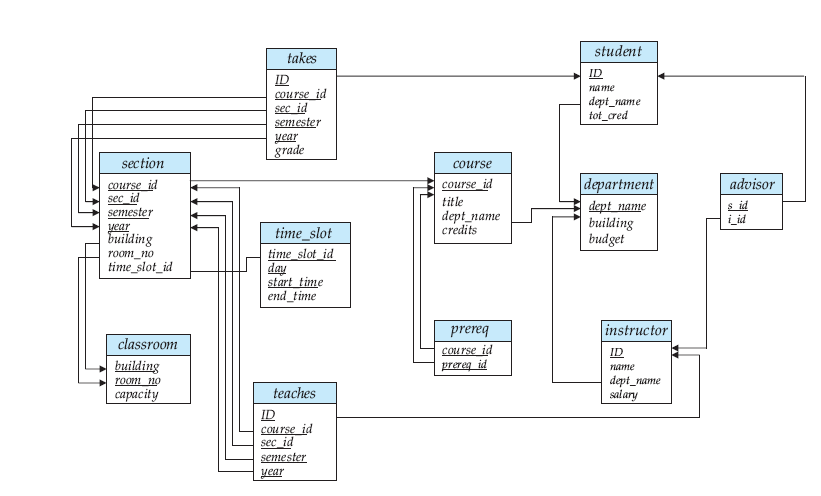 takes
ID
course_id
sec_id
semester
year
grade
student
ID
name
dept_name
tot_cred
section
course_id
sec_id
semester
year
building
room_no
time_slot_id
course
course_id
title
dept_name
credits
department
dept_name
building
budget
advisor
s_id
i_id
time_slot
time_slot_id
day
start_time
end_time
prereq
course_id
prereq_id
instructor
ID
name
dept_name
salary
classroom
building
room_no
capacity
teaches
ID
course_id
sec_id
semester
year